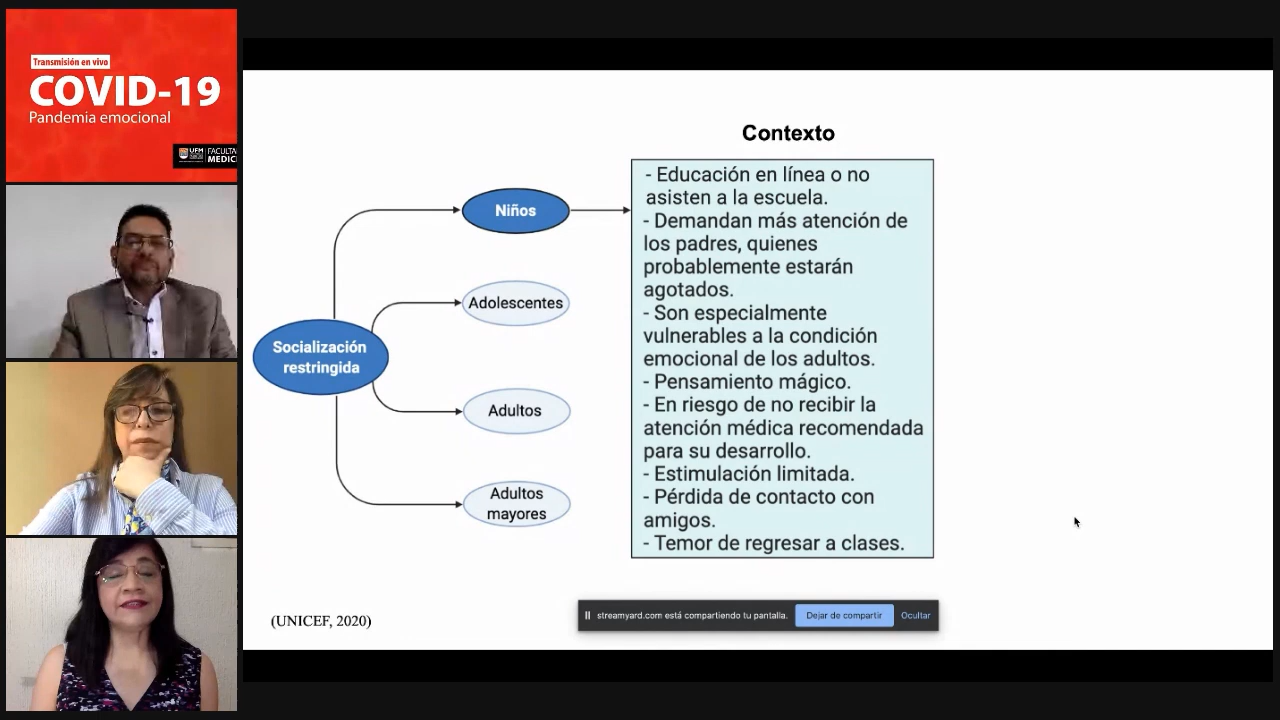 Transmisión en vivo
COVID-19
Pandemia emocional
UFM
FACULTA
MEDIC
Contexto
Niños
Adolescentes
Socialización
restringida
Adultos
Adultos
mayores
- Educación en línea o no
asisten a la escuela.
- Demandan más atención de
los padres, quienes
probablemente estarán
agotados.
- Son especialmente
vulnerables a la condición
emocional de los adultos.
- Pensamiento mágico.
- En riesgo de no recibir la
atención médica recomendada
para su desarrollo.
- Estimulación limitada.
- Pérdida de contacto con
amigos.
- Temor de regresar a clases.
(UNICEF, 2020)
streamyard.com está compartiendo tu pantalla.
Dejar de compartir
Ocultar